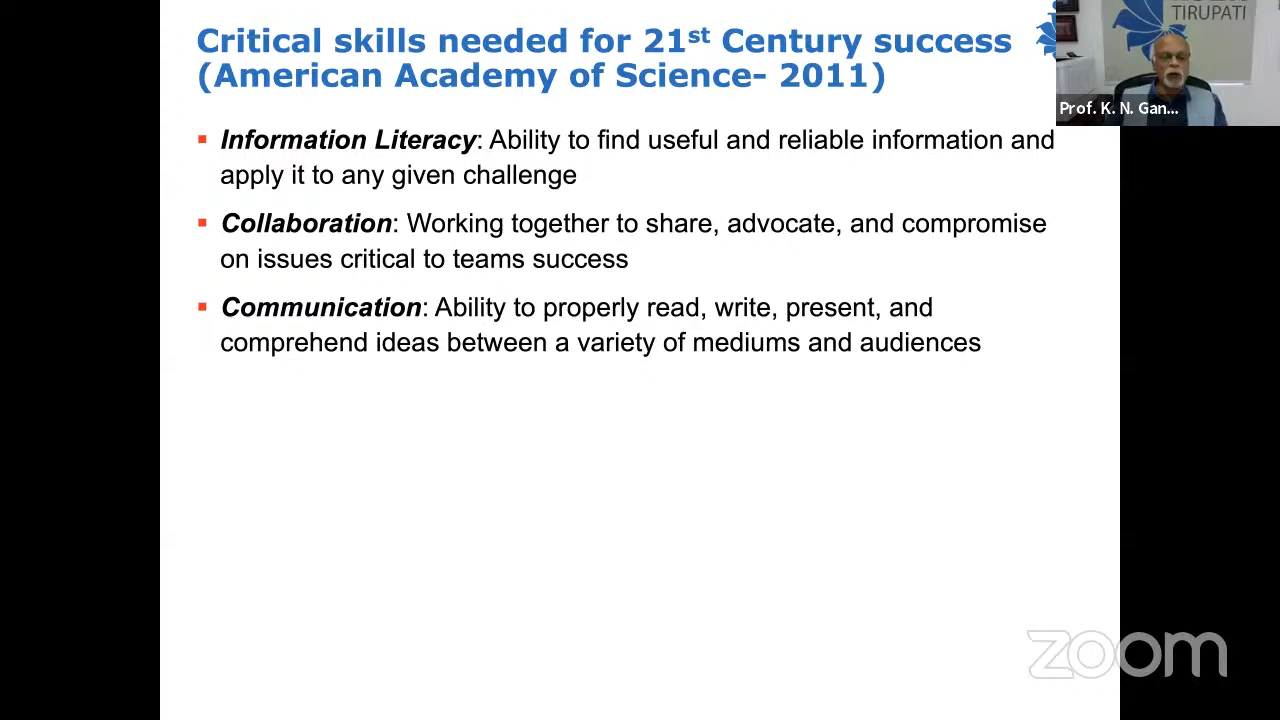 Critical skills needed for 21st Century success
(American Academy of Science- 2011)
TIRUPATI
Prof. K. N. Gan...
▪ Information Literacy: Ability to find useful and reliable information and
apply it to any given challenge
▪ Collaboration: Working together to share, advocate, and compromise
on issues critical to teams success
▪ Communication: Ability to properly read, write, present, and
comprehend ideas between a variety of mediums and audiences
zoom